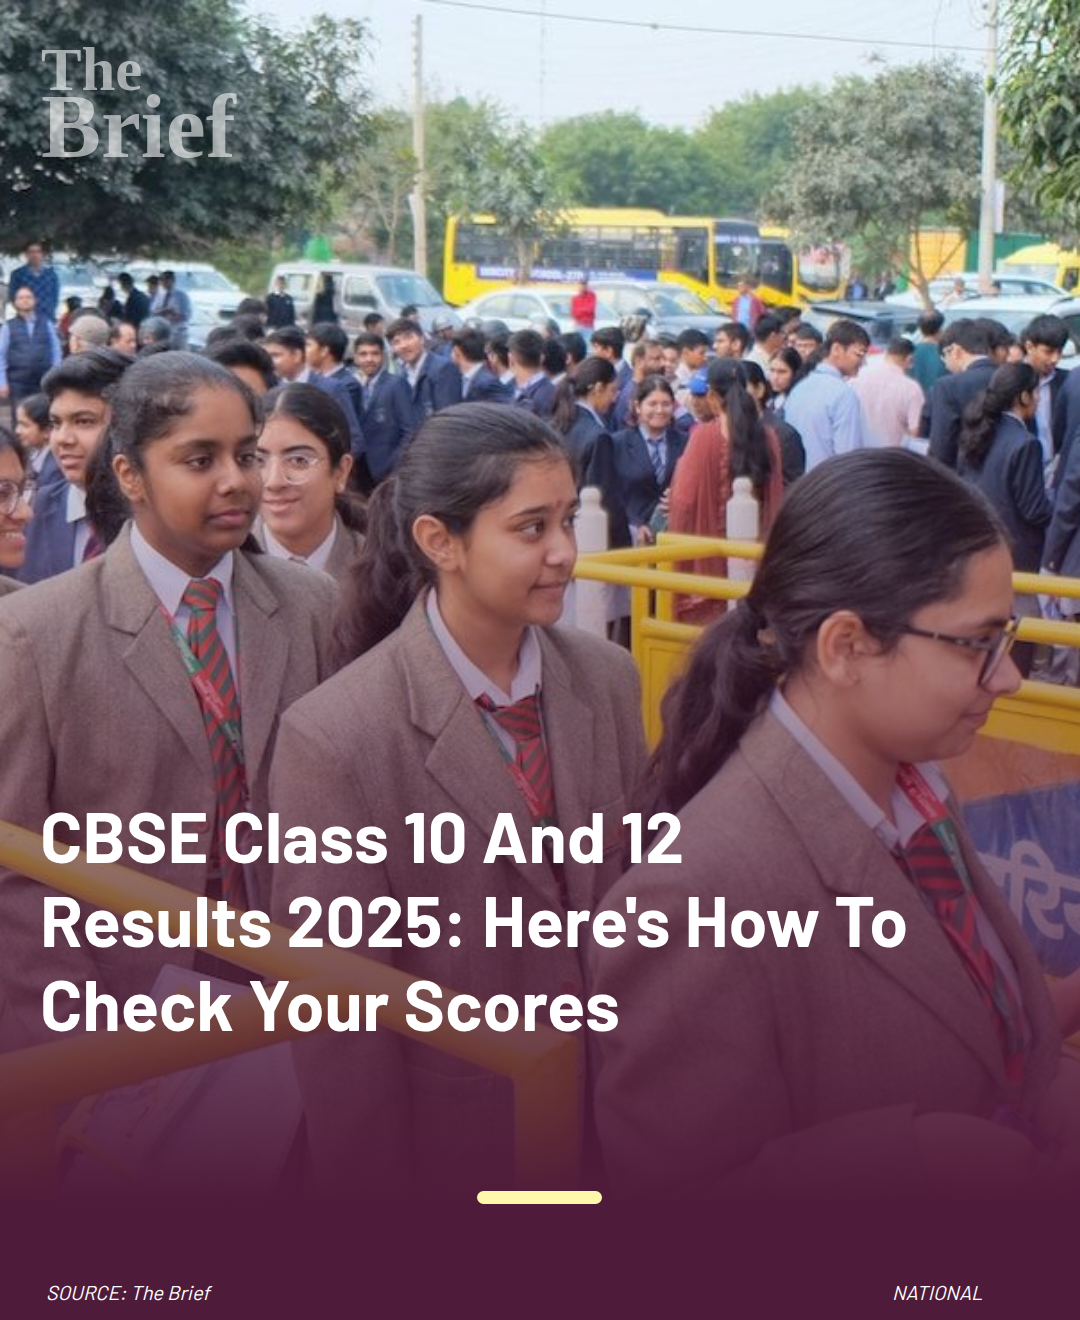 The
Brief
CBSE Class 10 And 12
Results 2025: Here's How To
Check Your Scores
SOURCE: The Brief
NATIONAL